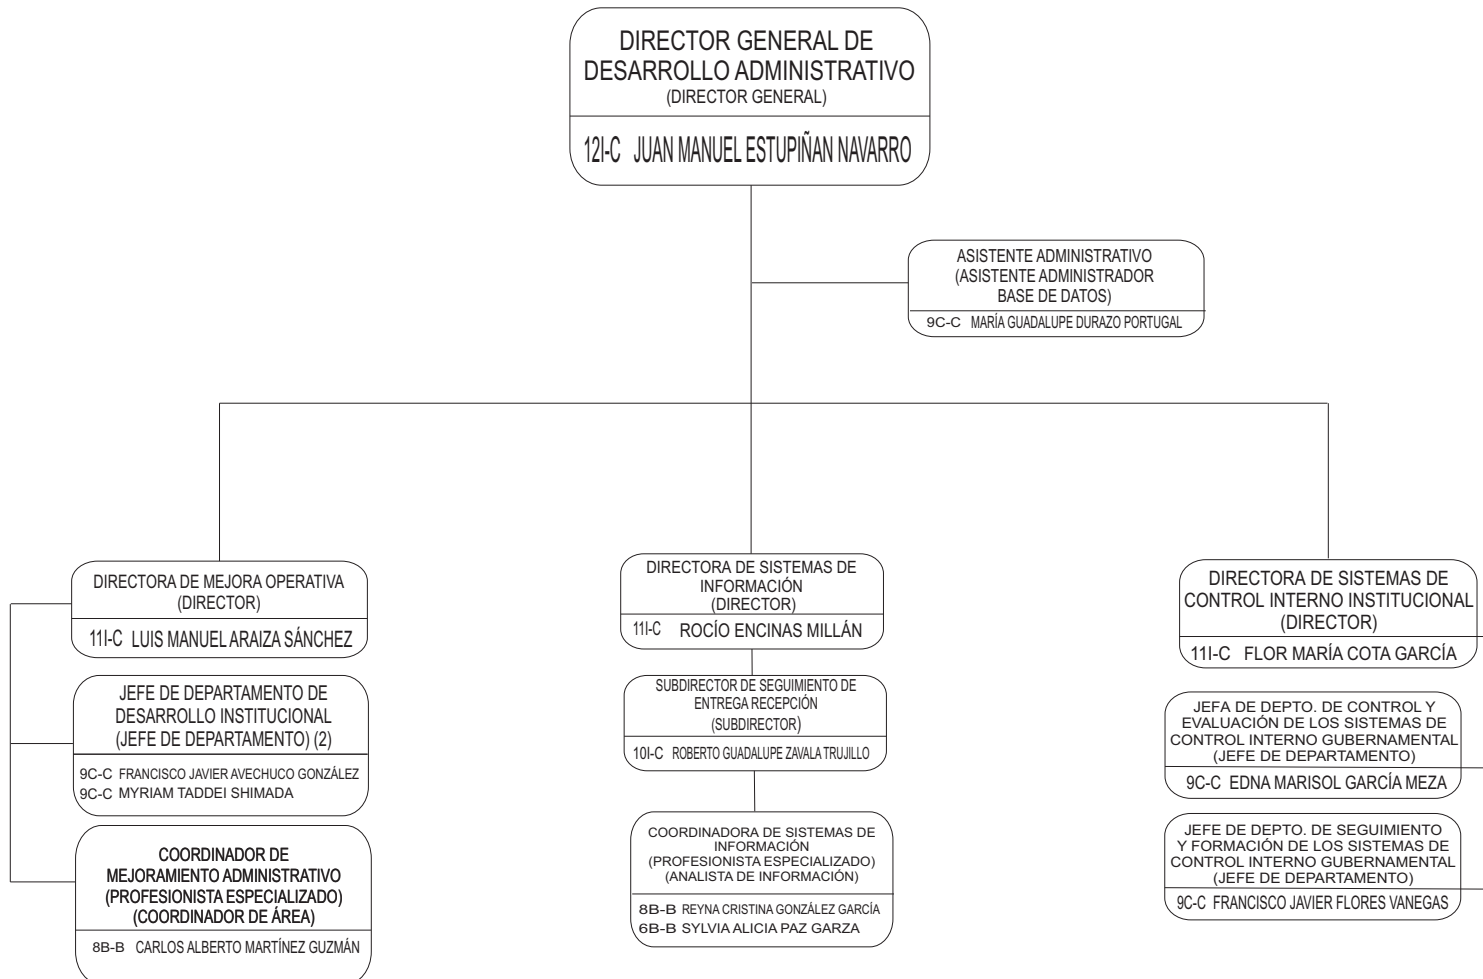 DIRECTOR GENERAL DE
DESARROLLO ADMINISTRATIVO
(DIRECTOR GENERAL)
12I-C JUAN MANUEL ESTUPIÑAN NAVARRO
ASISTENTE ADMINISTRATIVO
(ASISTENTE ADMINISTRADOR
BASE DE DATOS)
9C-C MARÍA GUADALUPE DURAZO PORTUGAL
DIRECTORA DE MEJORA OPERATIVA
(DIRECTOR)
11I-C LUIS MANUEL ARAIZA SÁNCHEZ
JEFE DE DEPARTAMENTO DE
DESARROLLO INSTITUCIONAL
(JEFE DE DEPARTAMENTO) (2)
9C-C FRANCISCO JAVIER AVECHUCO GONZÁLEZ
9C-C MYRIAM TADDEI SHIMADA
COORDINADOR DE
MEJORAMIENTO ADMINISTRATIVO
(PROFESIONISTA ESPECIALIZADO)
(COORDINADOR DE ÁREA)
8B-B CARLOS ALBERTO MARTÍNEZ GUZMÁN
DIRECTORA DE SISTEMAS DE
INFORMACIÓN
(DIRECTOR)
11I-C ROCÍO ENCINAS MILLÁN
SUBDIRECTOR DE SEGUIMIENTO DE
ENTREGA RECEPCIÓN
(SUBDIRECTOR)
10I-C ROBERTO GUADALUPE ZAVALA TRUJILLO
COORDINADORA DE SISTEMAS DE
INFORMACIÓN
(PROFESIONISTA ESPECIALIZADO)
(ANALISTA DE INFORMACIÓN)
8B-B REYNA CRISTINA GONZÁLEZ GARCÍA
6B-B SYLVIA ALICIA PAZ GARZA
DIRECTORA DE SISTEMAS DE
CONTROL INTERNO INSTITUCIONAL
(DIRECTOR)
11I-C FLOR MARÍA COTA GARCÍA
JEFA DE DEPTO. DE CONTROL Y
EVALUACIÓN DE LOS SISTEMAS DE
CONTROL INTERNO GUBERNAMENTAL
(JEFE DE DEPARTAMENTO)
9C-C EDNA MARISOL GARCÍA MEZA
JEFE DE DEPTO. DE SEGUIMIENTO
Y FORMACIÓN DE LOS SISTEMAS DE
CONTROL INTERNO GUBERNAMENTAL
(JEFE DE DEPARTAMENTO)
9C-C FRANCISCO JAVIER FLORES VANEGAS